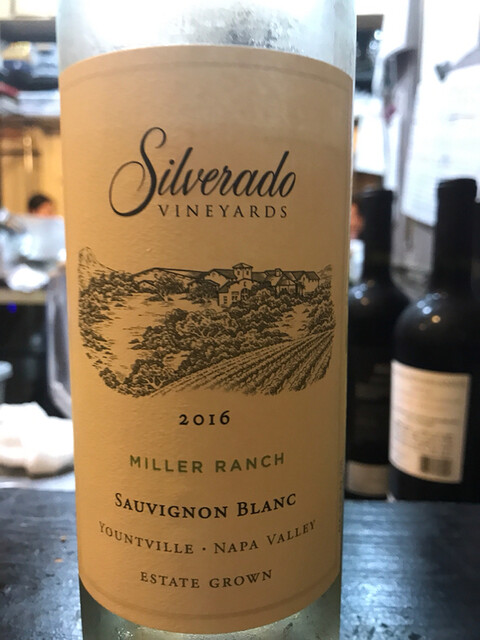 Silverado
VINEYARDS
2016
MILLER RANCH
SAUVIGNON BLANC
YOUNTVILLE · NAPA VALLEY
ESTATE GROWN